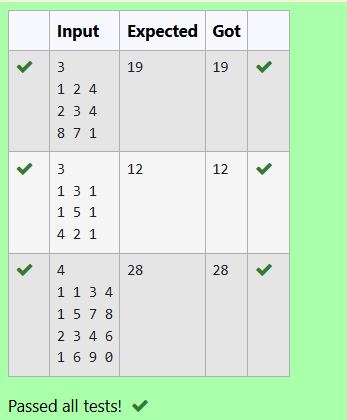 Input Expected Got
3 19 19
1 2 4
2 3 4
8 7 1
3 12 12
1 3 1
1 5 1
4 2 1
4 28 28
1 1 3 4
1 5 7 8
2 3 4 6
1 6 9 0
Passed all tests!